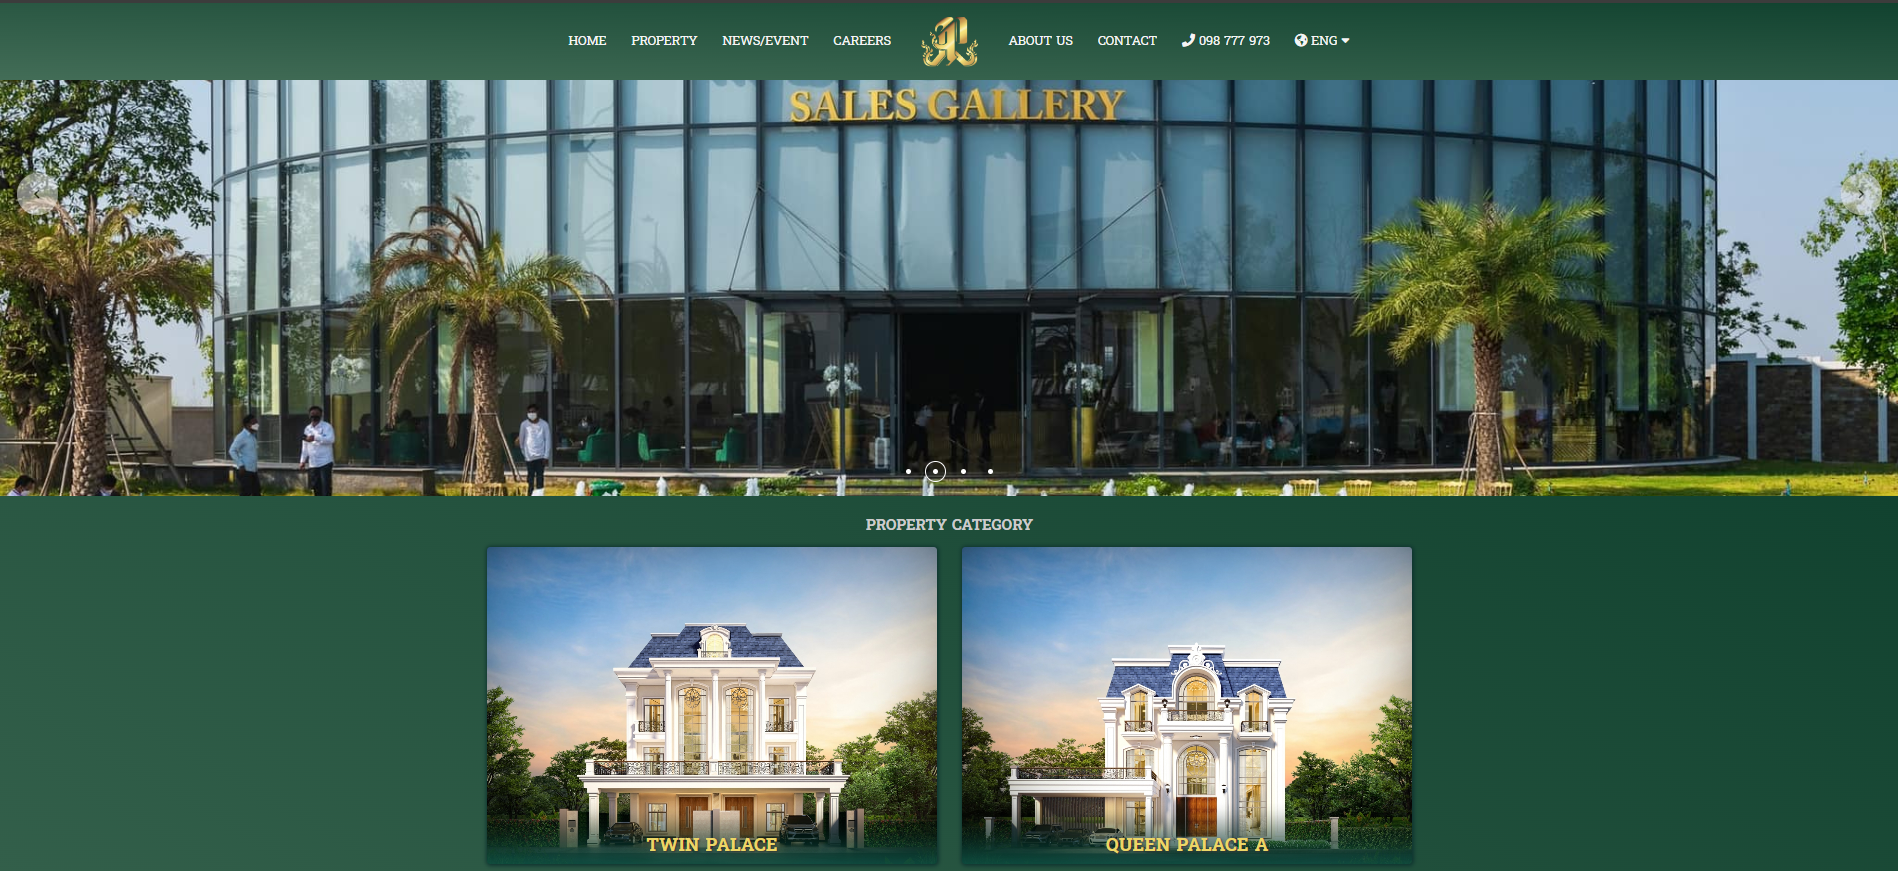 HOME PROPERTY NEWS/EVENT CAREERS ABOUT US CONTACT 098 777 973 ENG
SALES GALLERY
PROPERTY CATEGORY
TWIN PALACE
QUEEN PALACE A